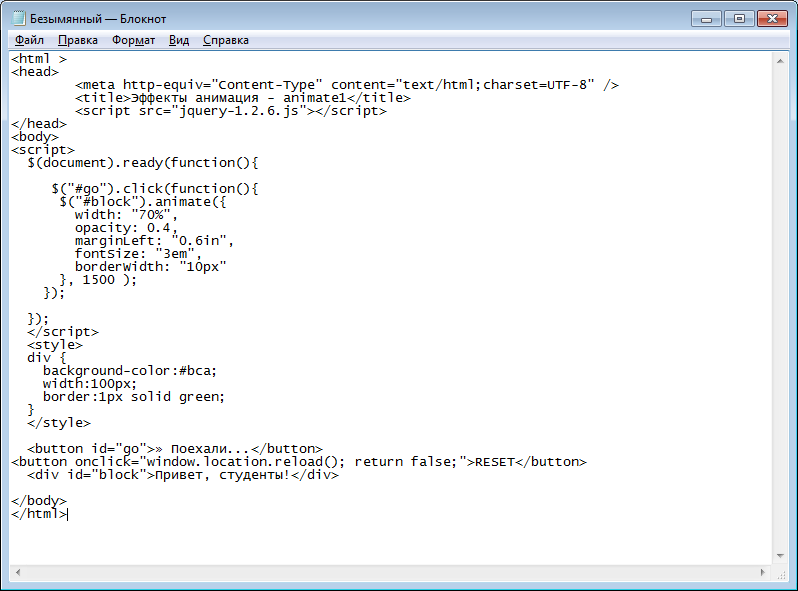 Безымянный — Блокнот
Файл Правка Формат Вид Справка
<html >
<head>
        <meta http-equiv="Content-Type" content="text/html;charset=UTF-8" />
        <title>Эффекты анимация - animate1</title>
        <script src="jquery-1.2.6.js"></script>
</head>
<body>
<script>
  $(document).ready(function(){

     $("#go").click(function(){
      $("#block").animate({
        width: "70%",
        opacity: 0.4,
        marginLeft: "0.6in",
        fontSize: "3em",
        borderWidth: "10px"
      }, 1500 );
    });

  });
  </script>
  <style>
  div {
    background-color:#bca;
    width:100px;
    border:1px solid green;
  }
  </style>

  <button id="go">» Поехали...</button>
<button onclick="window.location.reload(); return false;">RESET</button>
  <div id="block">Привет, студенты!</div>

</body>
</html>